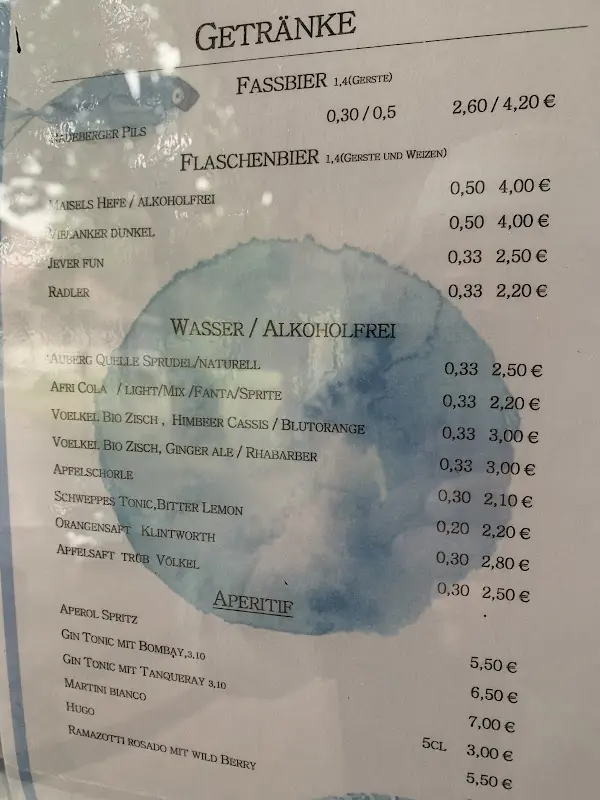 GETRÄNKE
FASSBIER 1,4(GERSTE)
PILS 0,30 / 0,5 2,60 / 4,20 €
FLASCHENBIER 1,4(GERSTE UND WEIZEN)
MAISELS HEFE / ALKOHOLFREI 0,50 4,00 €
DUNKEL 0,50 4,00 €
JEVER FUN 0,33 2,50 €
RADLER 0,33 2,20 €
WASSER / ALKOHOLFREI
AUBERG QUELLE SPRUDEL/NATURELL 0,33 2,50 €
AFRI COLA / LIGHT/MIX /FANTA/SPRITE 0,33 2,20 €
VOELKEL BIO ZISCH , HIMBEER CASSIS / BLUTORANGE 0,33 3,00 €
VOELKEL BIO ZISCH, GINGER ALE / RHABARBER 0,33 3,00 €
APFELSCHORLE 0,30 2,10 €
SCHWEPPES TONIC,BITTER LEMON 0,20 2,20 €
ORANGENSAFT KLINTWORTH 0,30 2,80 €
APFELSAFT TRÜB VÖLKEL 0,30 2,50 €
APERITIF
APEROL SPRITZ 5,50 €
GIN TONIC MIT BOMBAY,3,10 6,50 €
GIN TONIC MIT TANQUERAY 3,10 7,00 €
MARTINI BIANCO 5CL 3,00 €
HUGO 5,50 €
RAMAZOTTI ROSADO MIT WILD BERRY